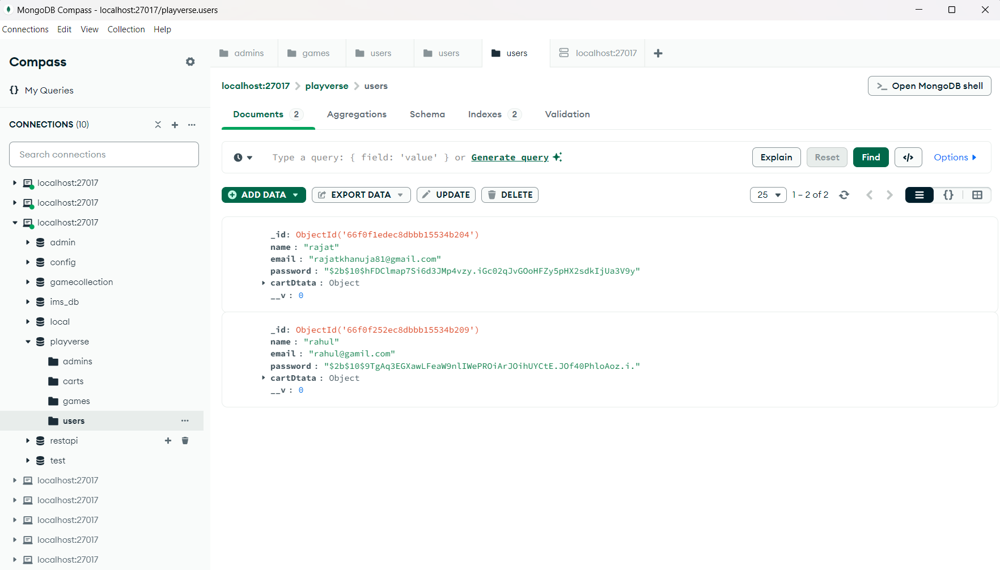 MongoDB Compass - localhost:27017/playverse.users
Connections Edit View Collection Help
Compass
{} My Queries
CONNECTIONS (10)
Search connections
localhost:27017
localhost:27017
localhost:27017
admin
config
gamecollection
ims_db
local
playverse
admins
carts
games
users
restapi
test
localhost:27017
localhost:27017
localhost:27017
localhost:27017
localhost:27017
admins games users users users localhost:27017
localhost:27017 > playverse > users
>_ Open MongoDB shell
Documents 2 Aggregations Schema Indexes 2 Validation
Type a query: { field: 'value' } or Generate query
Explain Reset Find </> Options
ADD DATA EXPORT DATA UPDATE DELETE
25 1 – 2 of 2 {}
_id: ObjectId('66f0f1edec8dbbb15534b204')
name : "rajat"
email : "rajatkhanuja81@gmail.com"
password : "$2b$10$hFDClmap7Si6d3JMp4vzy.iGc02qJvGOoHFZy5pHX2sdkIjUa3V9y"
cartDtata : Object
__v : 0
_id: ObjectId('66f0f252ec8dbbb15534b209')
name : "rahul"
email : "rahul@gamil.com"
password : "$2b$10$9TgAq3EGXawLFeaW9nlIWePROiArJOihUYCtE.JOf40PhloAoz.i."
cartDtata : Object
__v : 0